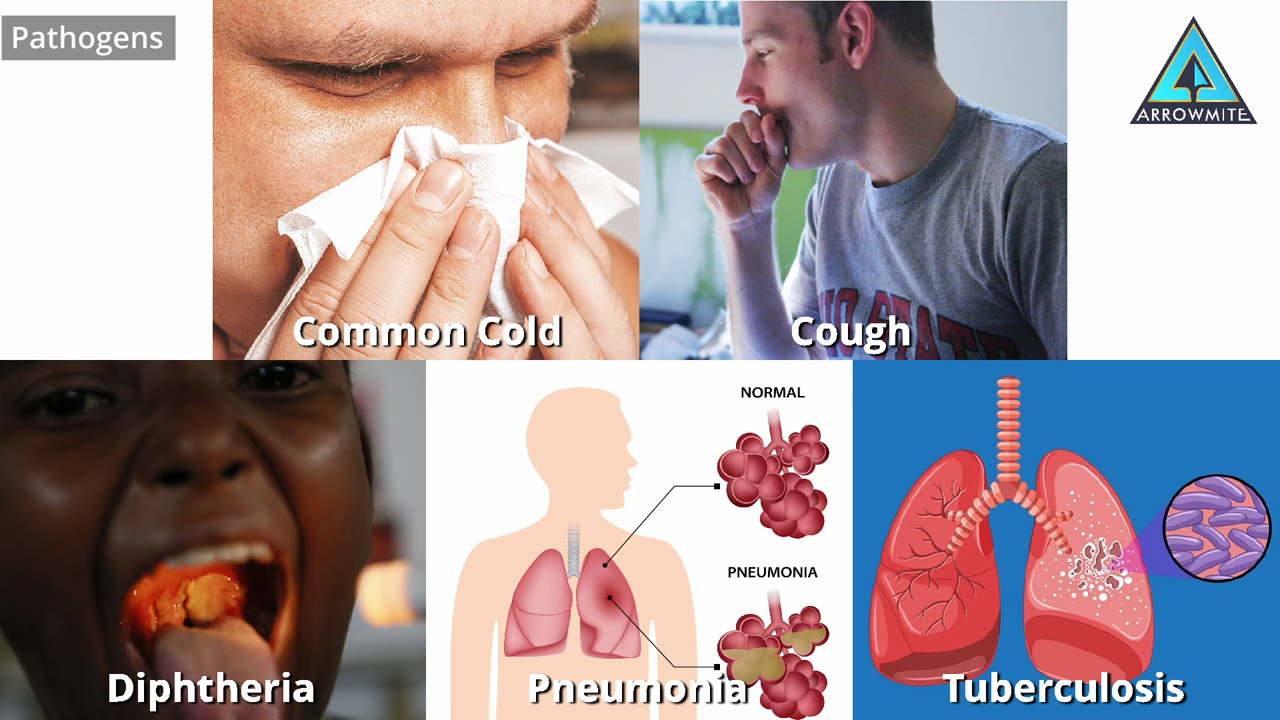 Pathogens
ARROWMITE
Common Cold
Cough
NORMAL
PNEUMONIA
Diphtheria
Pneumonia
Tuberculosis